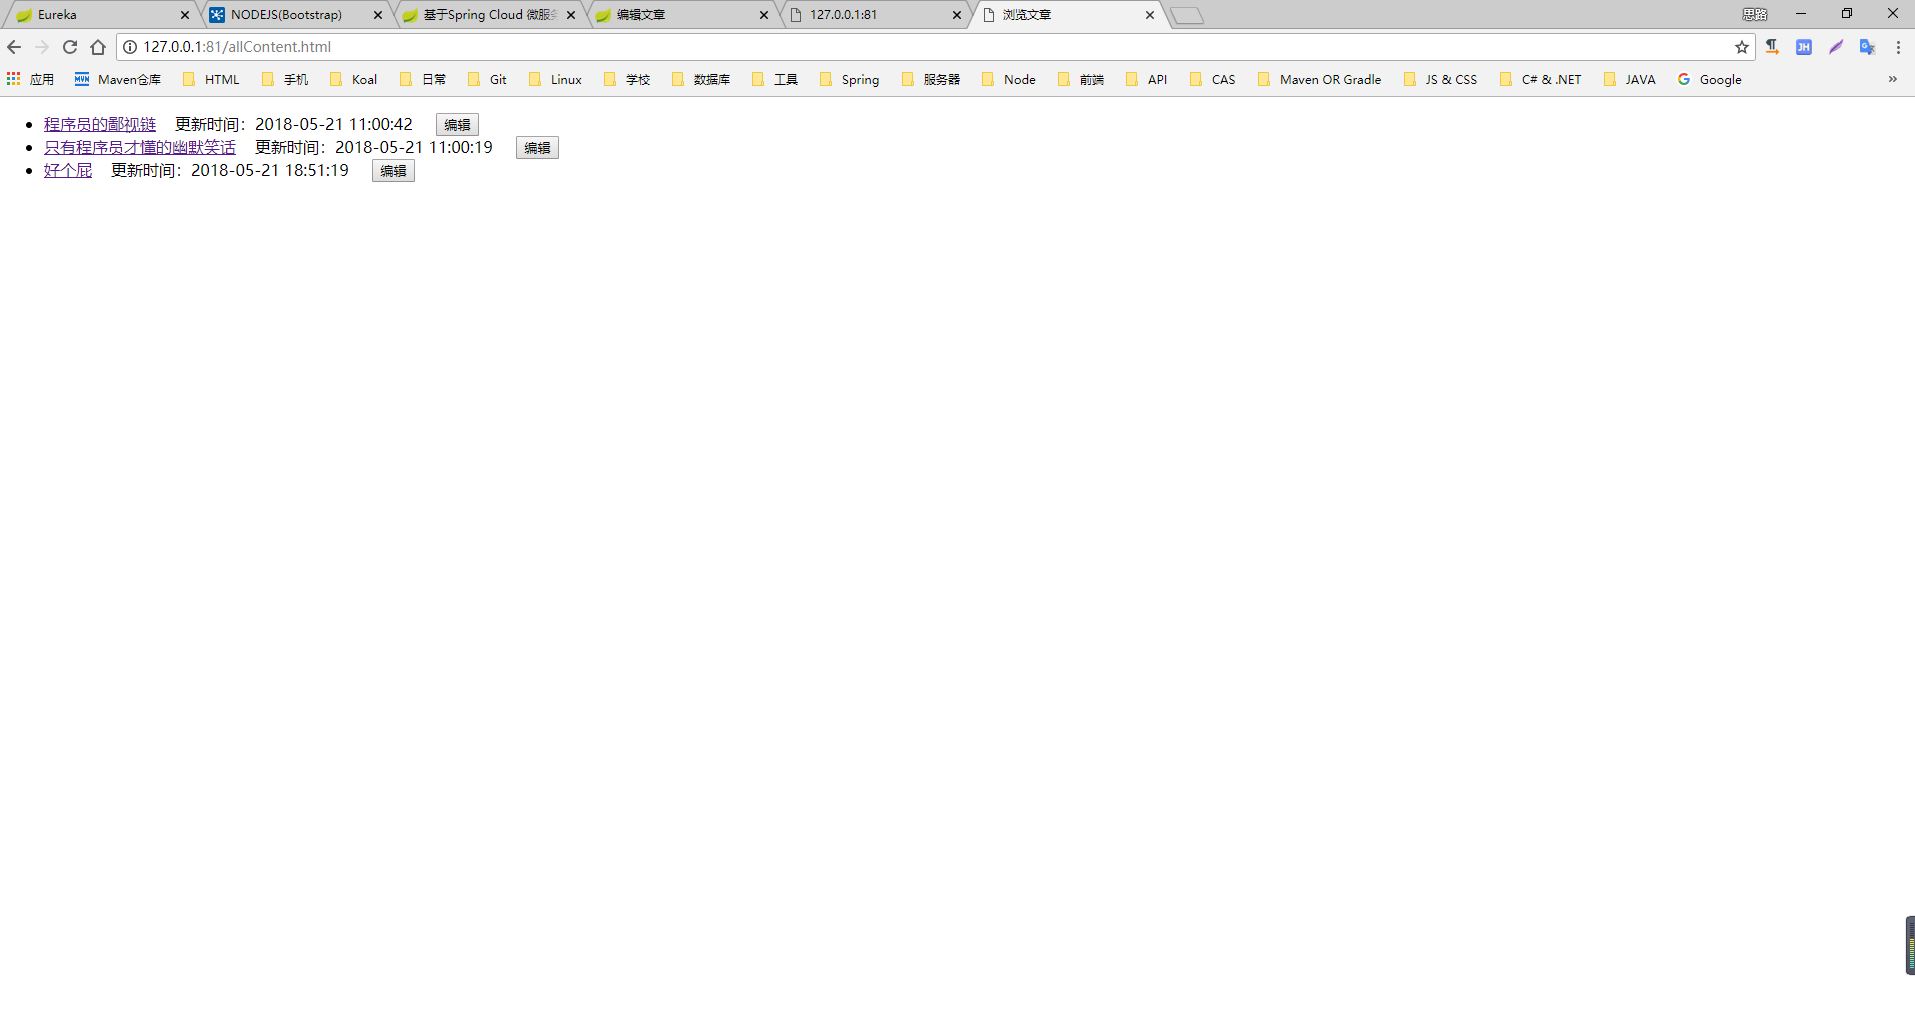 Eureka NODEJS(Bootstrap) 基于Spring Cloud 微服务 编辑文章 127.0.0.1:81 浏览文章 思路
127.0.0.1:81/allContent.html JH
应用 MVN Maven仓库 HTML 手机 Koal 日常 Git Linux 学校 数据库 工具 Spring 服务器 Node 前端 API CAS Maven OR Gradle JS & CSS C# & .NET JAVA Google »
程序员的鄙视链 更新时间：2018-05-21 11:00:42 编辑
只有程序员才懂的幽默笑话 更新时间：2018-05-21 11:00:19 编辑
好个屁 更新时间：2018-05-21 18:51:19 编辑